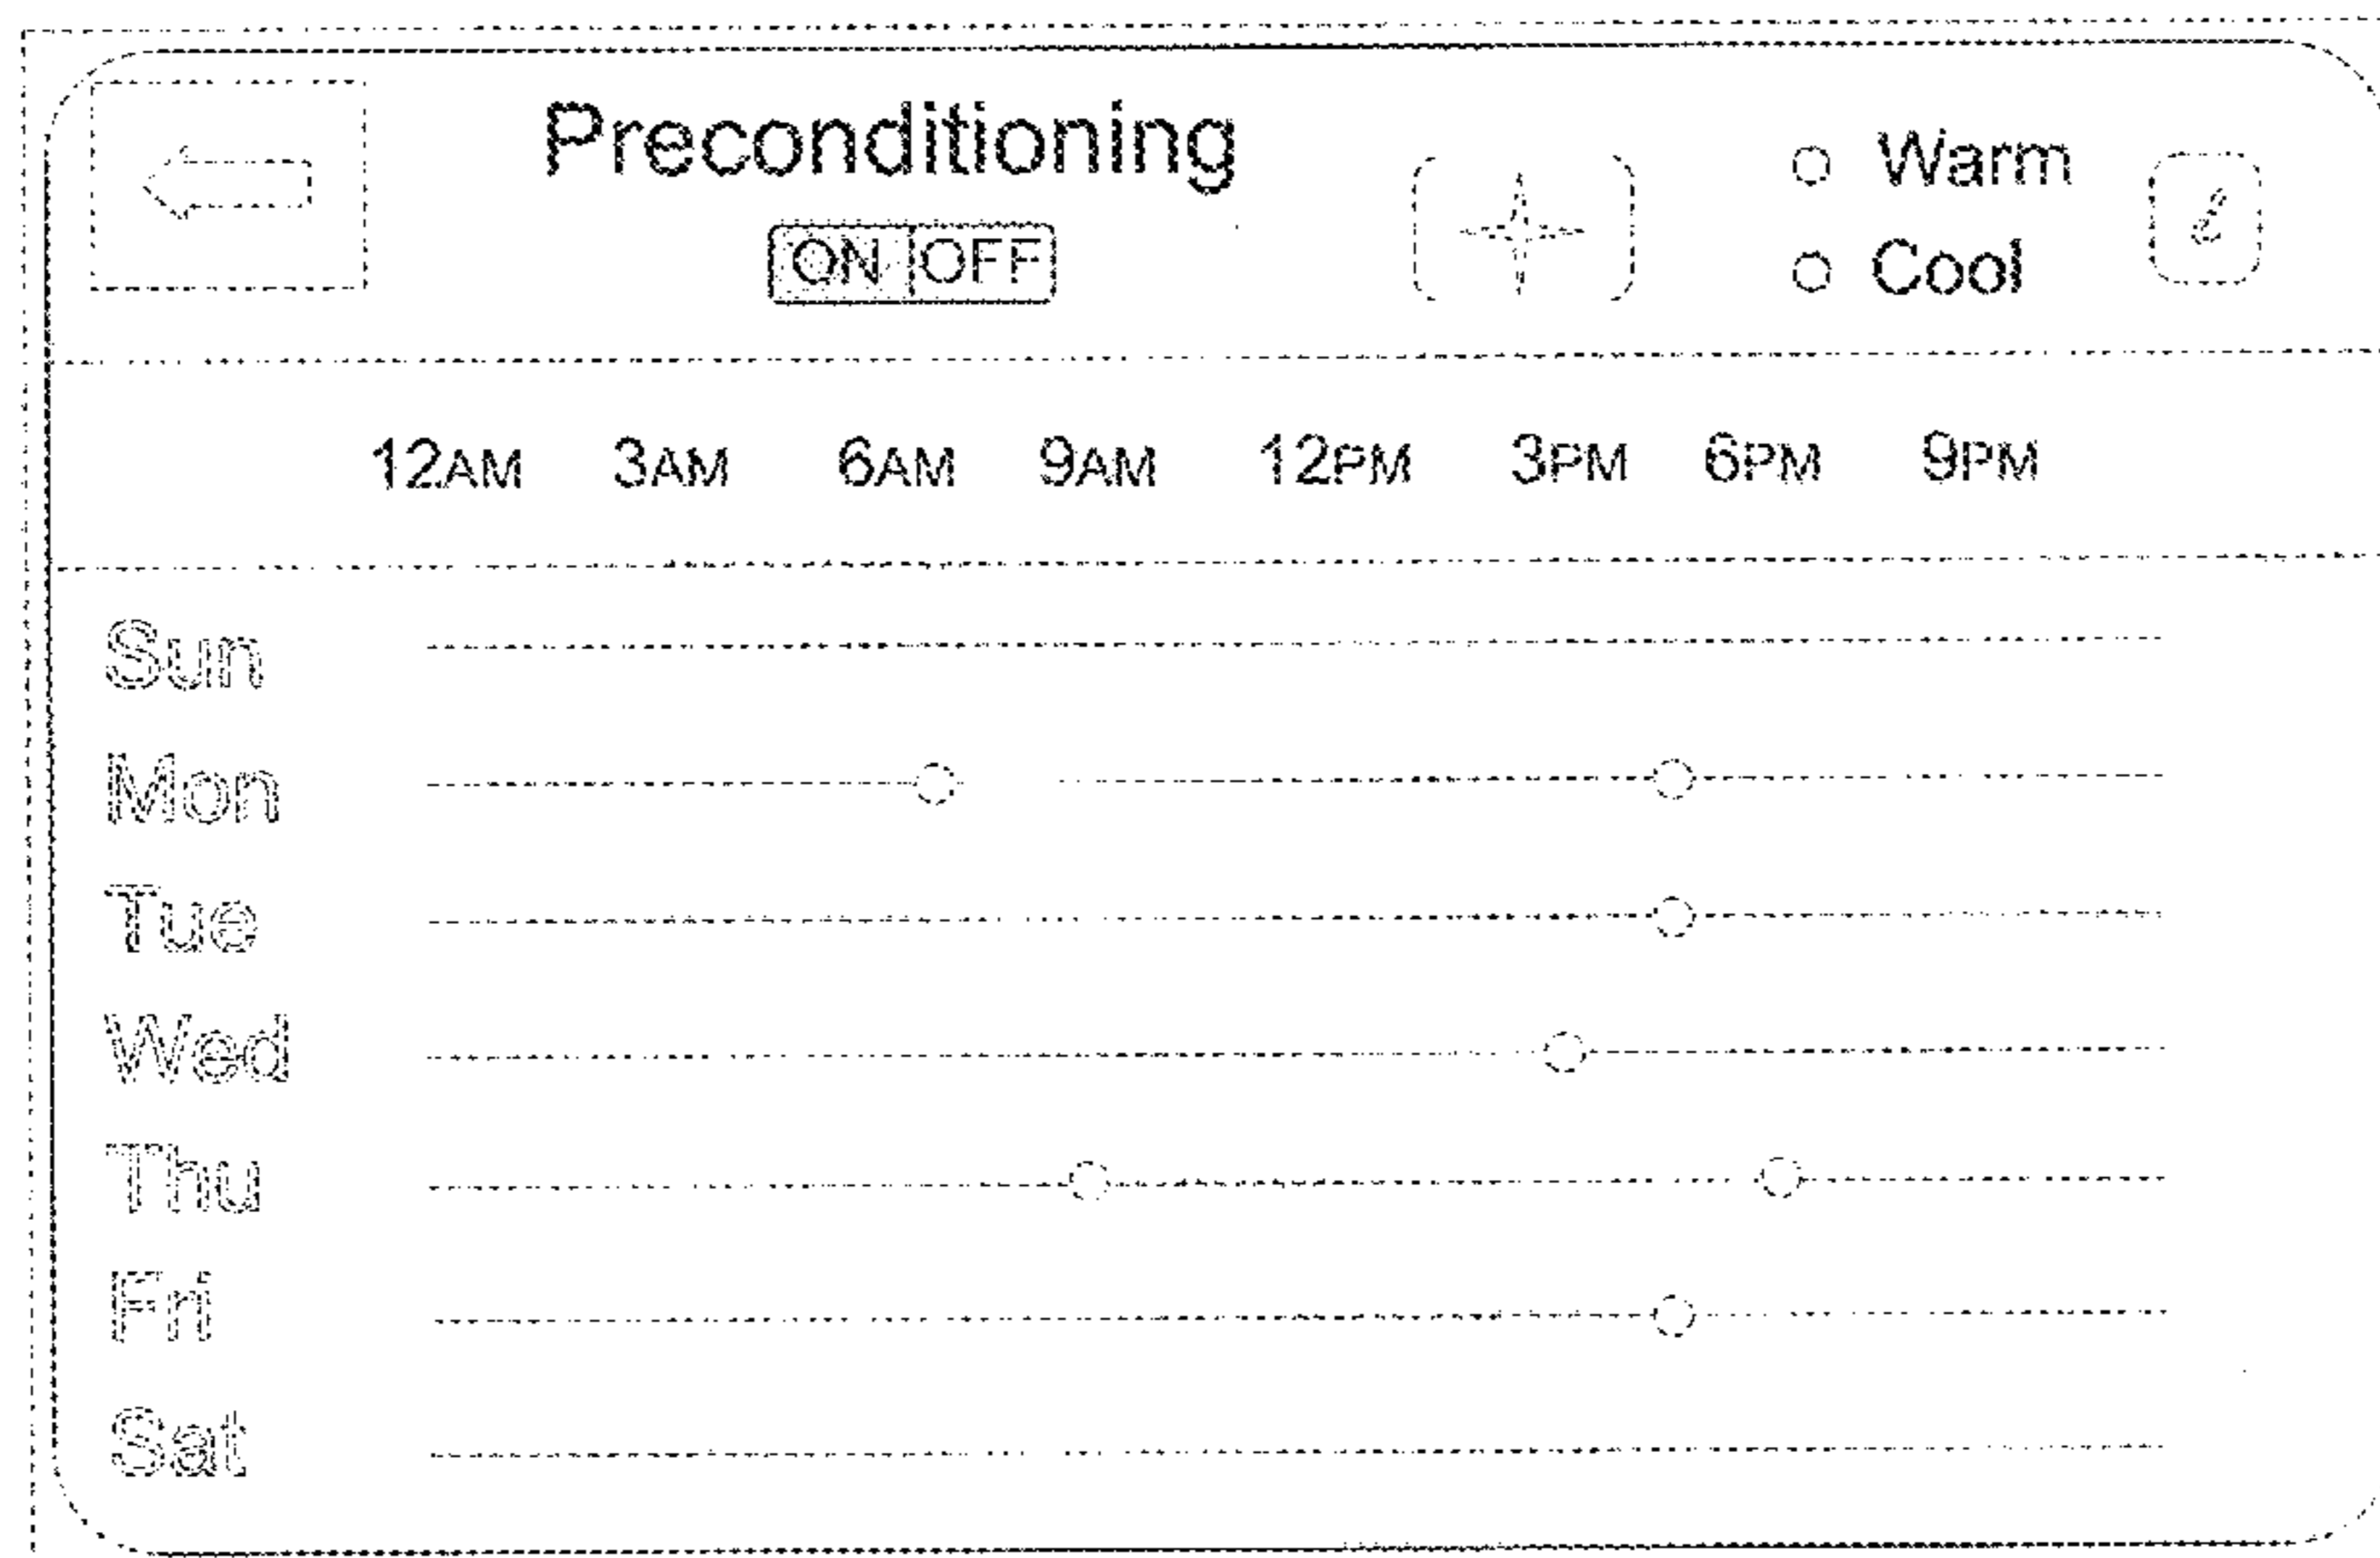 Preconditioning
ON OFF
Warm
Cool
12AM 3AM 6AM 9AM 12PM 3PM 6PM 9PM
Sun
Mon
Tue
Wed
Thu
Fri
Sat